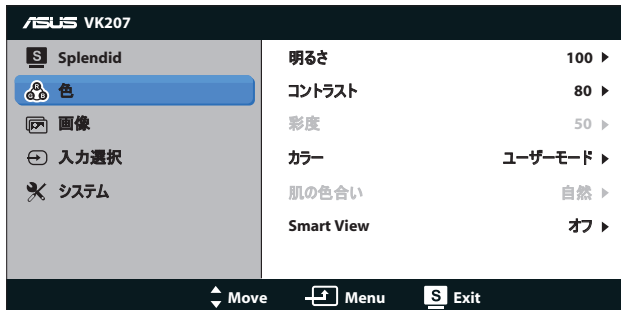 ASUS VK207
S Splendid
色
画像
入力選択
システム
明るさ 100
コントラスト 80
彩度 50
カラー ユーザーモード
肌の色合い 自然
Smart View オフ
Move Menu S Exit